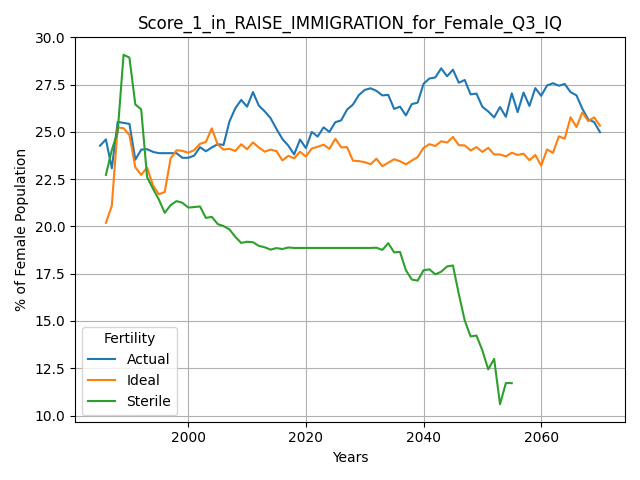 Score_1_in_RAISE_IMMIGRATION_for_Female_Q3_IQ
% of Female Population
30.0
27.5
25.0
22.5
20.0
17.5
15.0
12.5
10.0
Fertility
Actual
Ideal
Sterile
2000
2020
2040
2060
Years